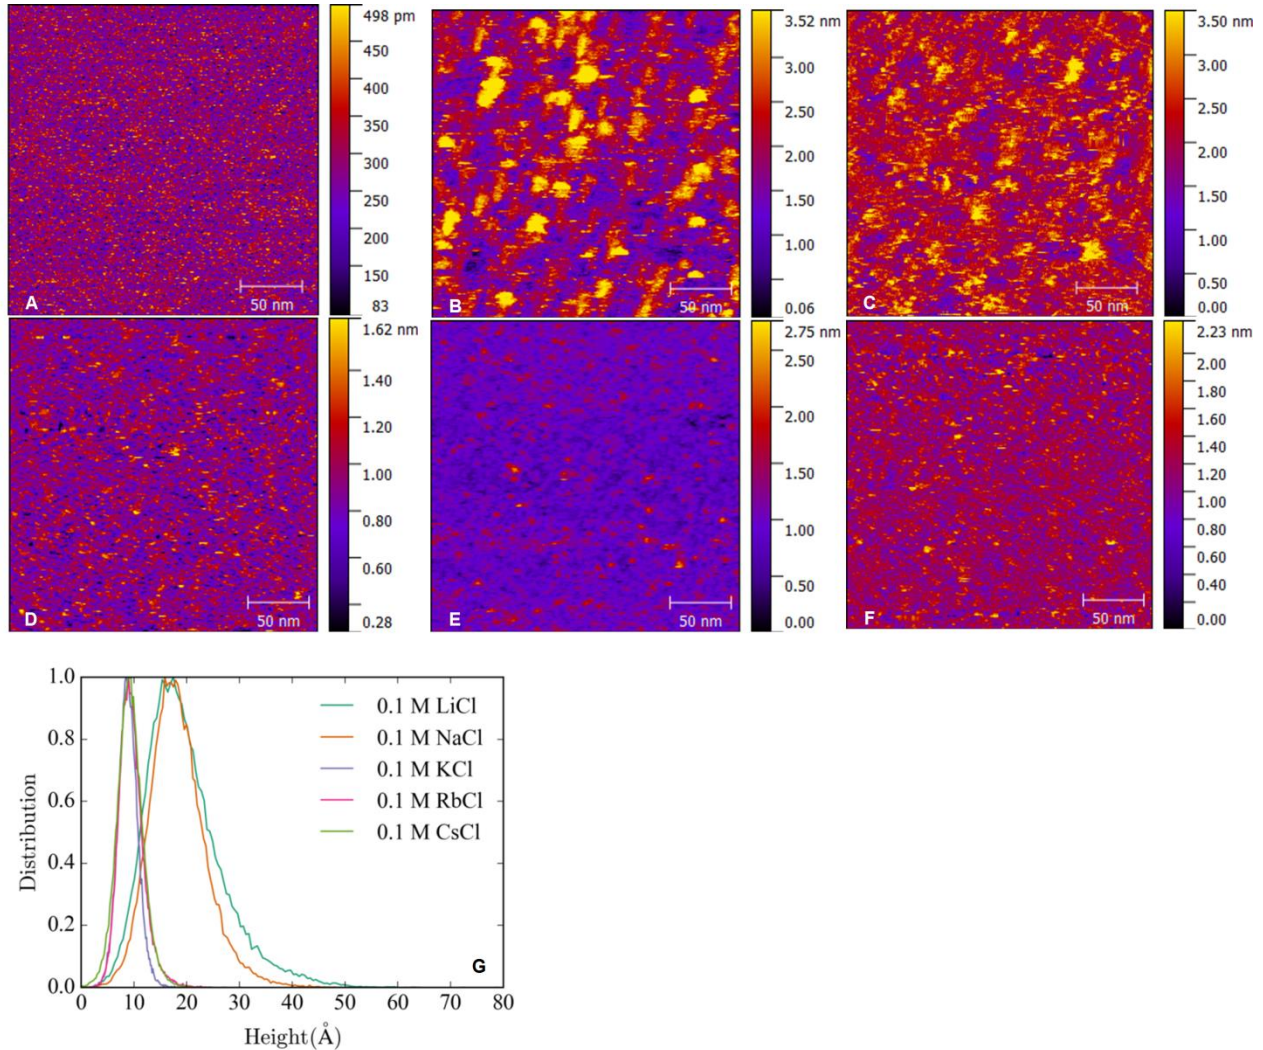 498 pm
450
400
350
300
250
200
150
83
50 nm
A
3.52 nm
3.00
2.50
2.00
1.50
1.00
0.06
50 nm
B
3.50 nm
3.00
2.50
2.00
1.50
1.00
0.50
0.00
50 nm
C
1.62 nm
1.40
1.20
1.00
0.80
0.60
0.28
50 nm
D
2.75 nm
2.50
2.00
1.50
1.00
0.50
0.00
50 nm
E
2.23 nm
2.00
1.80
1.60
1.40
1.20
1.00
0.80
0.60
0.40
0.00
50 nm
F
1.0
0.8
0.6
0.4
0.2
0.0
Distribution
0.1 M LiCl
0.1 M NaCl
0.1 M KCl
0.1 M RbCl
0.1 M CsCl
G
0 10 20 30 40 50 60 70 80
Height(Å)